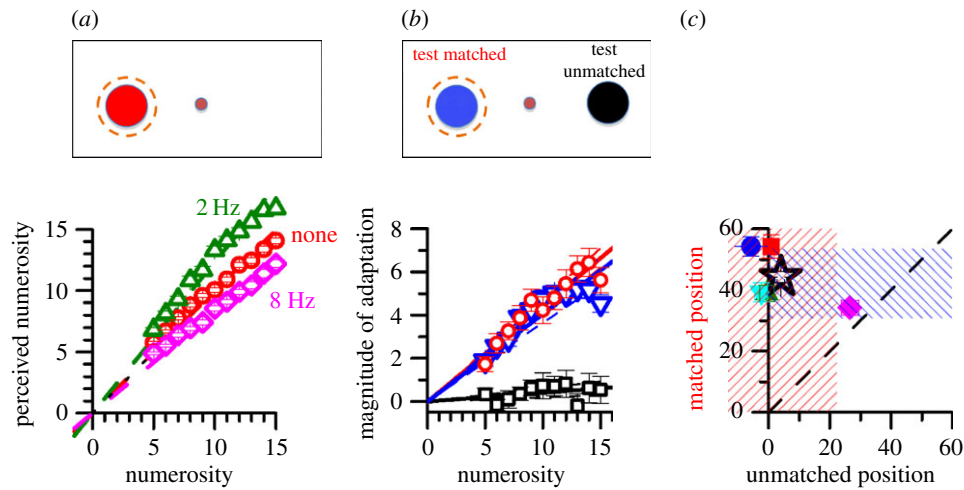 (a)
(b)
(c)
test matched
test
unmatched
15
10
5
0
perceived numerosity
2 Hz
none
8 Hz
0
5
10
15
numerosity
8
6
4
2
0
magnitude of adaptation
0
5
10
15
numerosity
60
40
20
0
matched position
0
20
40
60
unmatched position